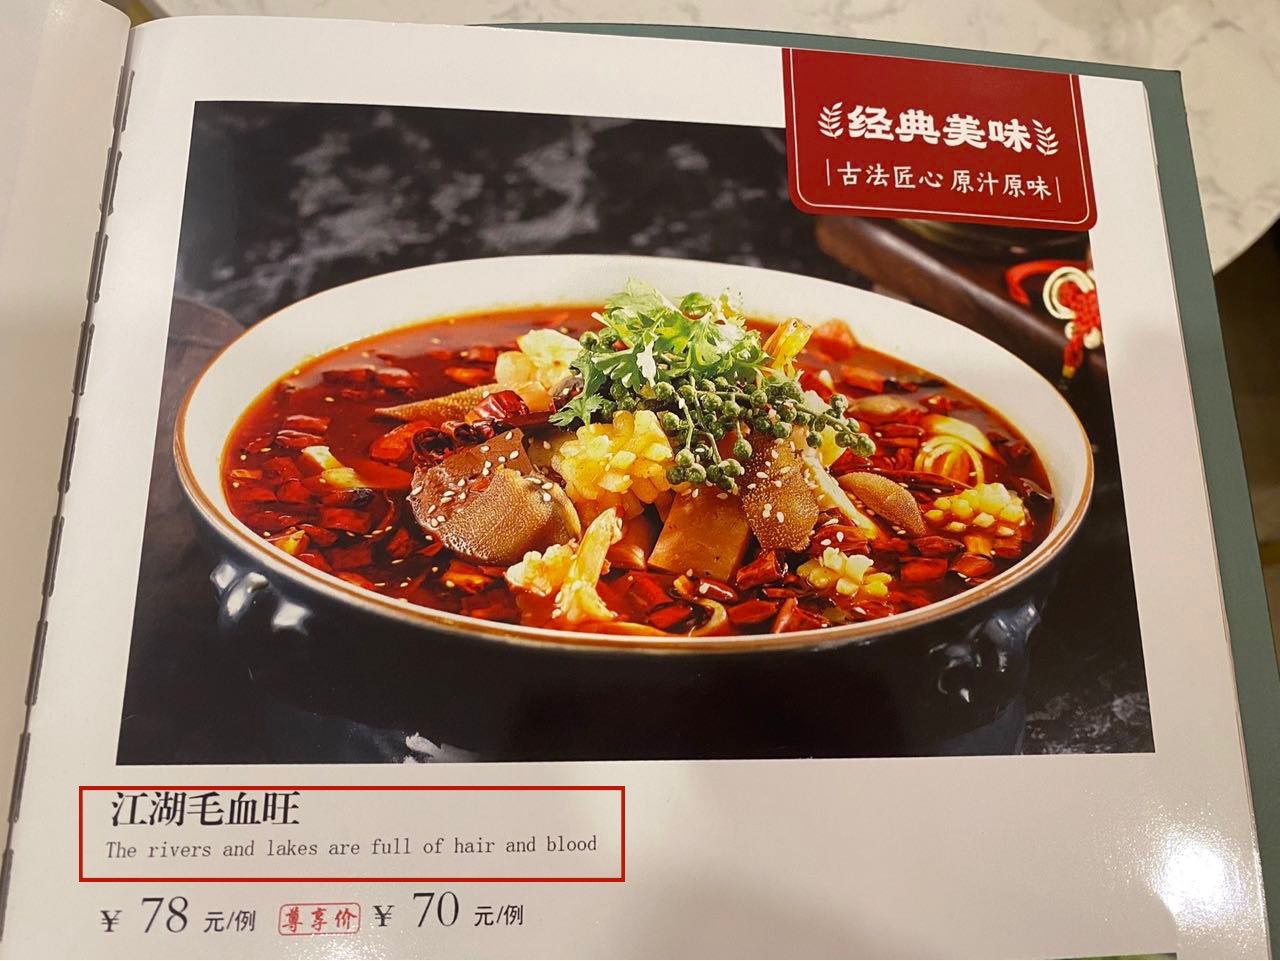 经典美味
古法匠心 原汁原味
江湖毛血旺
The rivers and lakes are full of hair and blood
¥ 78 元/例 尊享价 ¥ 70 元/例